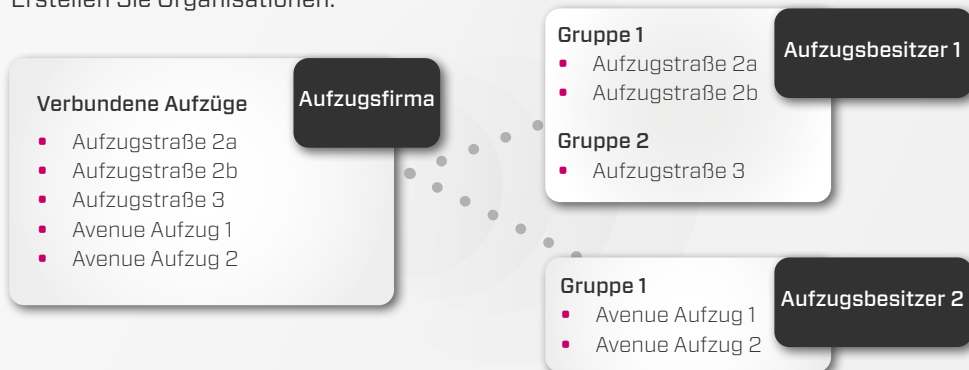 Erstellen Sie Organisationen.
Aufzugsfirma
Verbundene Aufzüge
Aufzugstraße 2a
Aufzugstraße 2b
Aufzugstraße 3
Avenue Aufzug 1
Avenue Aufzug 2
Aufzugsbesitzer 1
Gruppe 1
Aufzugstraße 2a
Aufzugstraße 2b
Gruppe 2
Aufzugstraße 3
Aufzugsbesitzer 2
Gruppe 1
Avenue Aufzug 1
Avenue Aufzug 2